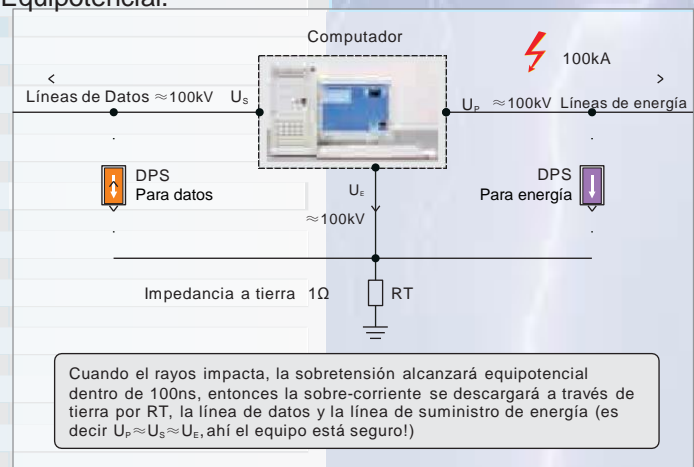 Equipotencial.
Computador
100kA
Líneas de Datos ≈100kV Us
UP ≈100kV Líneas de energía
DPS
Para datos
DPS
Para energía
UE
≈100kV
Impedancia a tierra 1Ω
RT
Cuando el rayos impacta, la sobretensión alcanzará equipotencial
dentro de 100ns, entonces la sobre-corriente se descargará a través de
tierra por RT, la línea de datos y la línea de suministro de energía (es
decir UP≈US≈UE,ahí el equipo está seguro!)